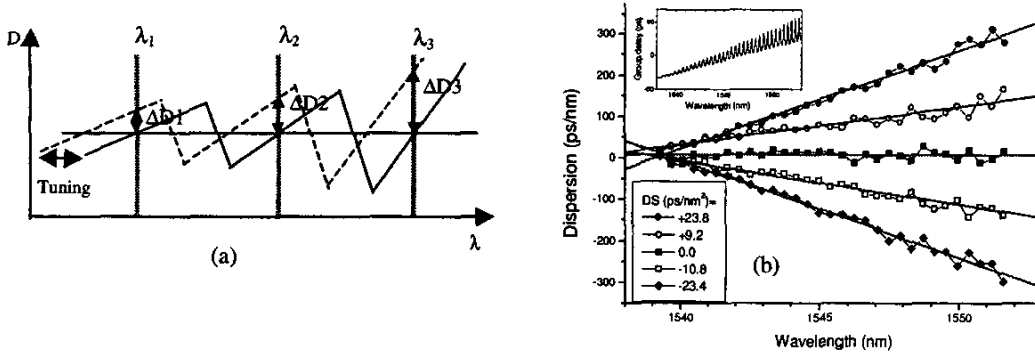 D
λ1
λ2
λ3
ΔD1
ΔD2
ΔD3
Tuning
λ
(a)
Dispersion (ps/nm)
300
200
100
0
-100
-200
-300
Group delay (ps)
0
1540
Wavelength (nm)
DS (ps/nm²)=
+23.8
+9.2
0.0
-10.8
-23.4
(b)
1540
1545
1550
Wavelength (nm)